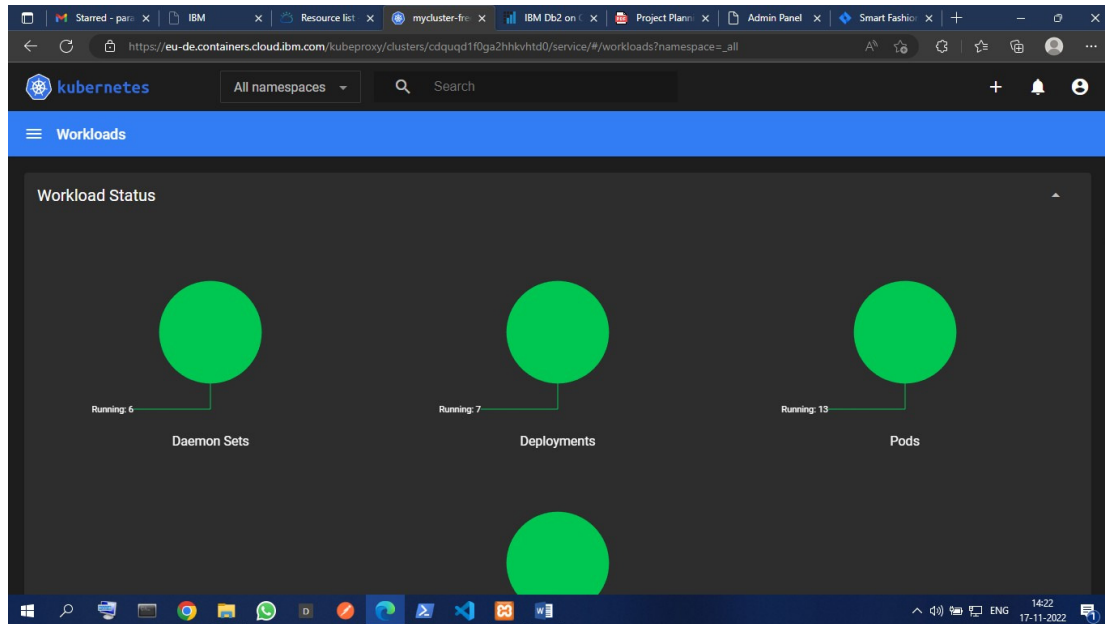 Starred - para
IBM
Resource list
mycluster-fre
IBM Db2 on C
Project Plann
Admin Panel
Smart Fashion
https://eu-de.containers.cloud.ibm.com/kubeproxy/clusters/cdquqd1f0ga2hhkvhtd0/service/#/workloads?namespace=_all
kubernetes
All namespaces
Search
Workloads
Workload Status
Running: 6
Running: 7
Running: 13
Daemon Sets
Deployments
Pods
ENG
14:22
17-11-2022